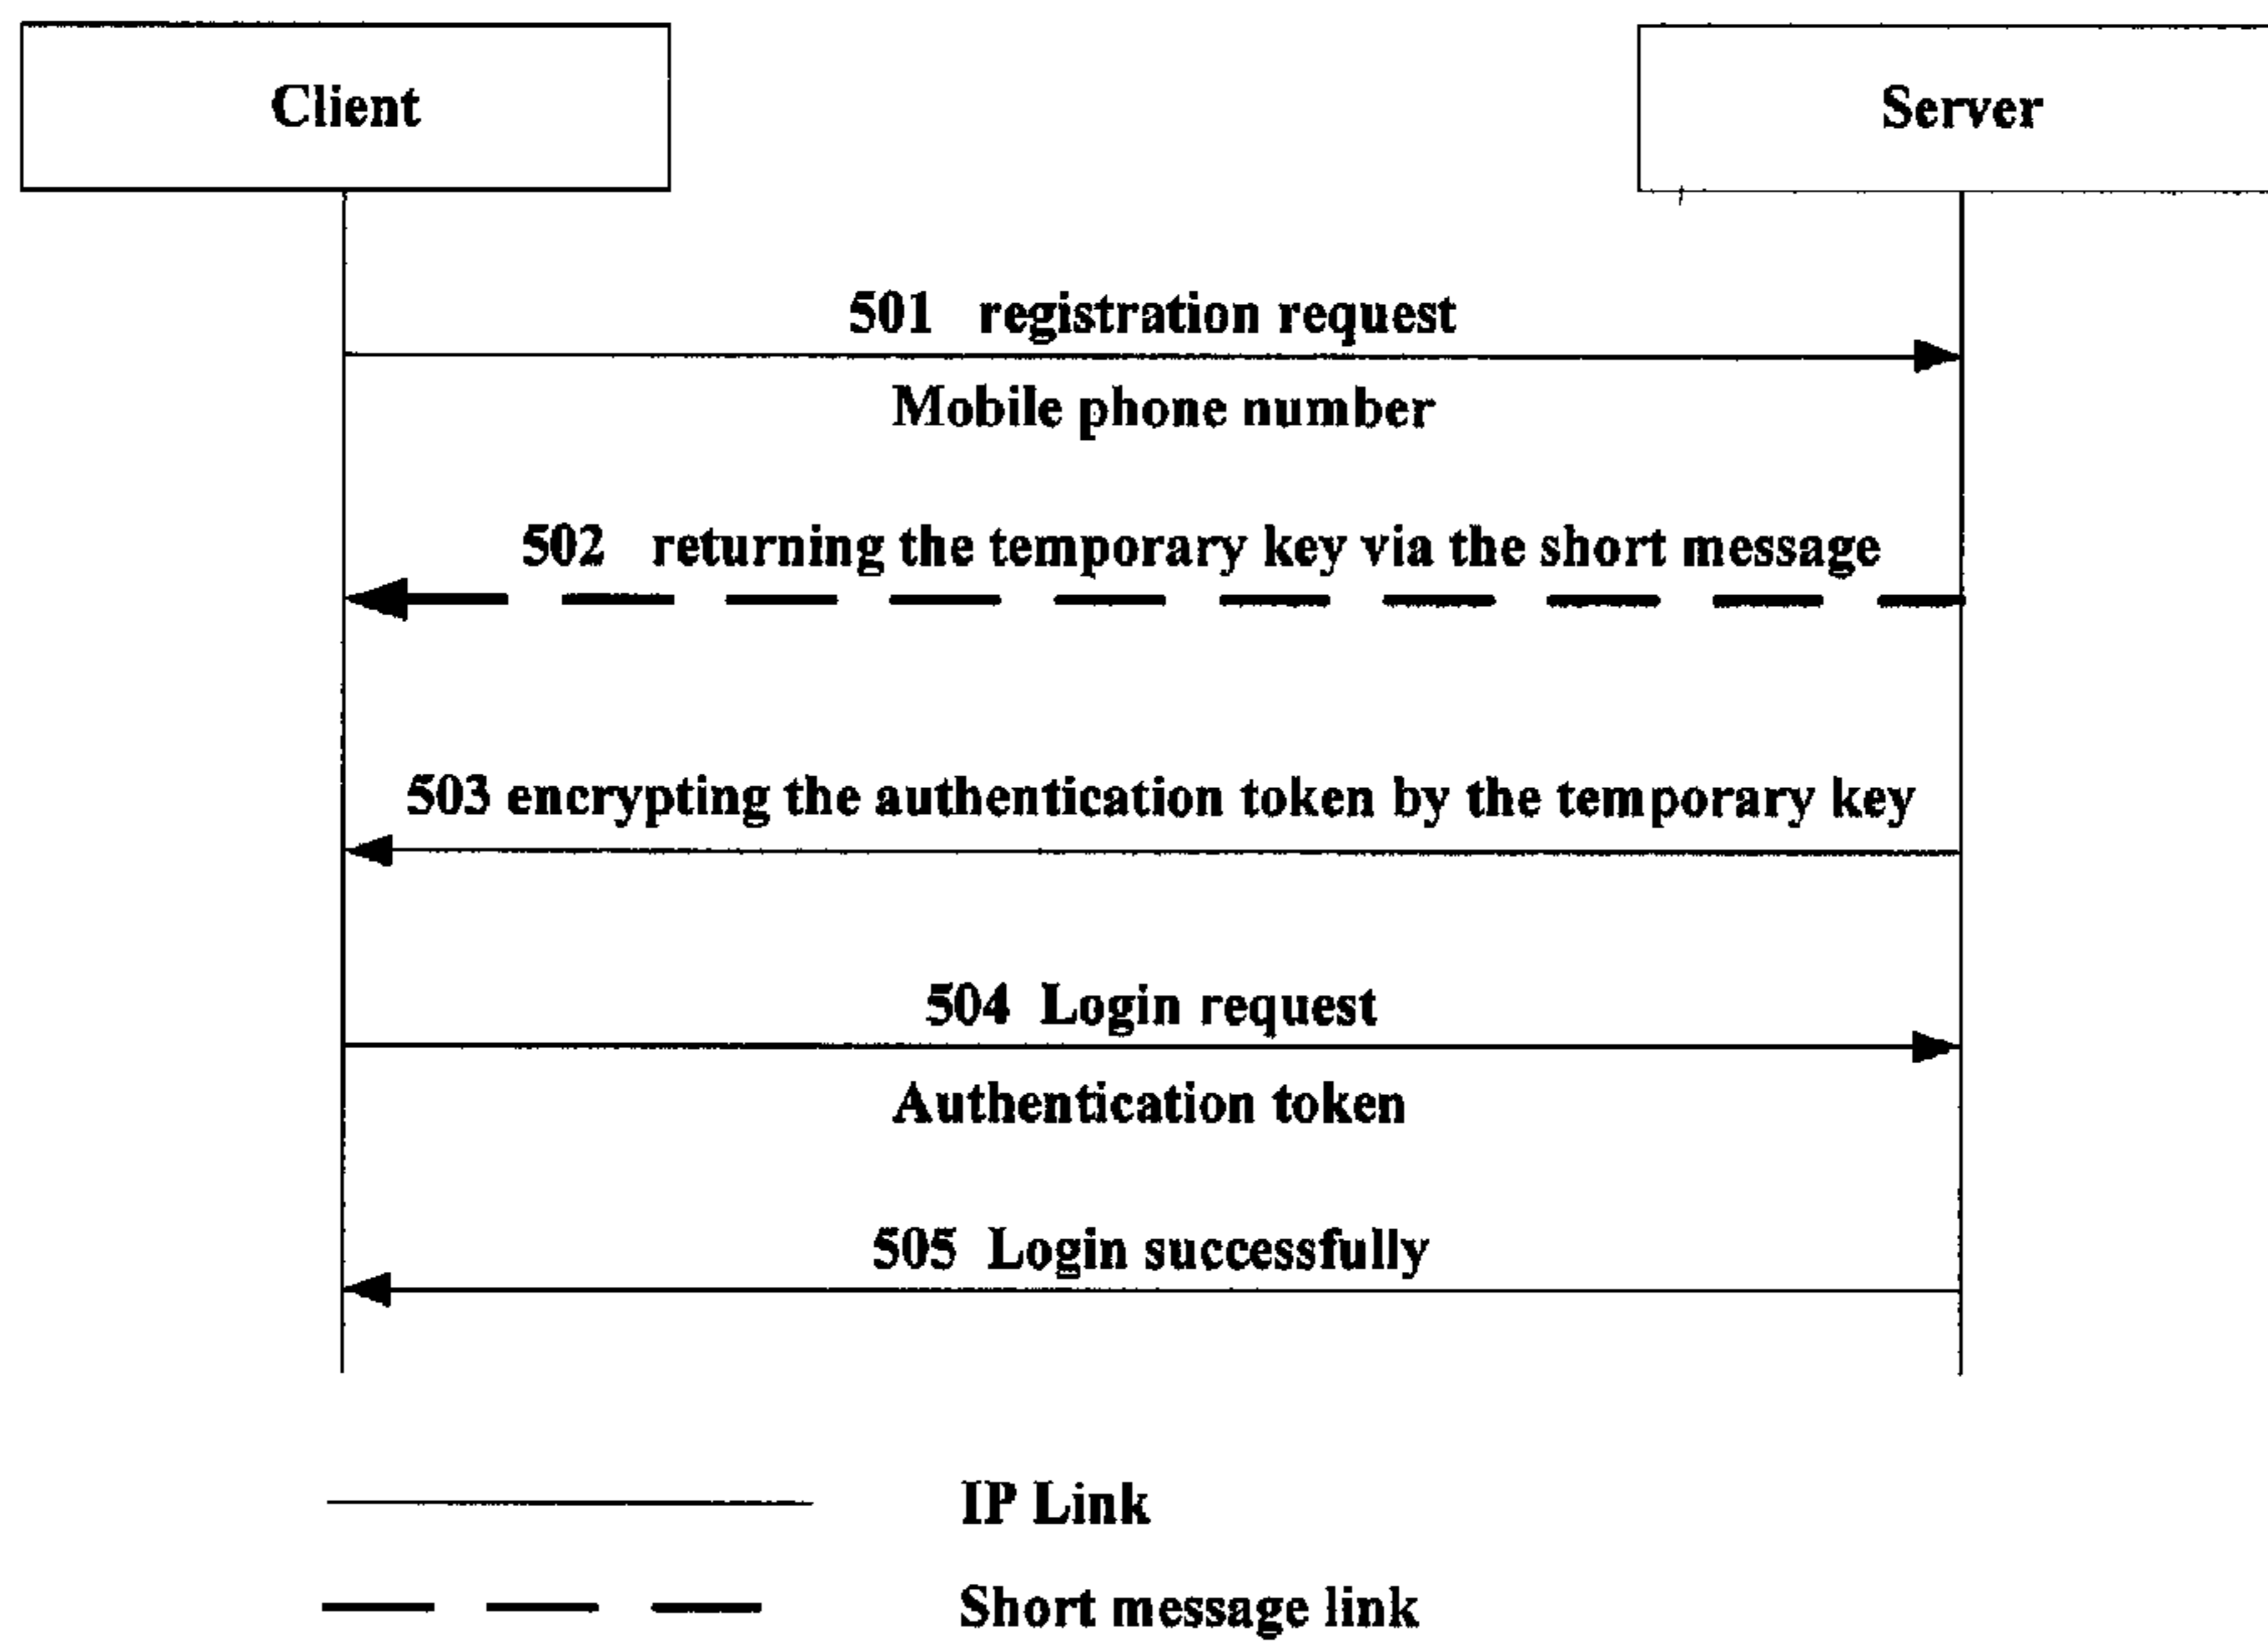 Client
Server
501 registration request
Mobile phone number
502 returning the temporary key via the short message
503 encrypting the authentication token by the temporary key
504 Login request
Authentication token
505 Login successfully
IP Link
Short message link